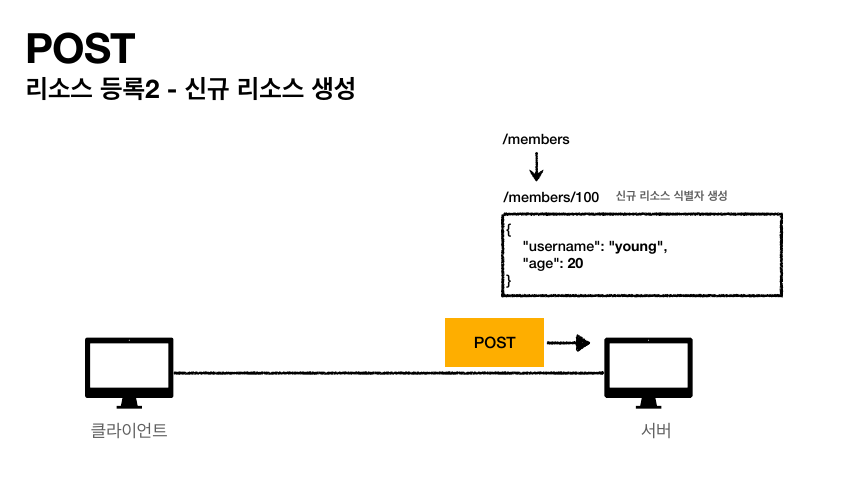 POST
리소스 등록2 - 신규 리소스 생성
/members
/members/100 신규 리소스 식별자 생성
{
"username": "young",
"age": 20
}
POST
클라이언트
서버